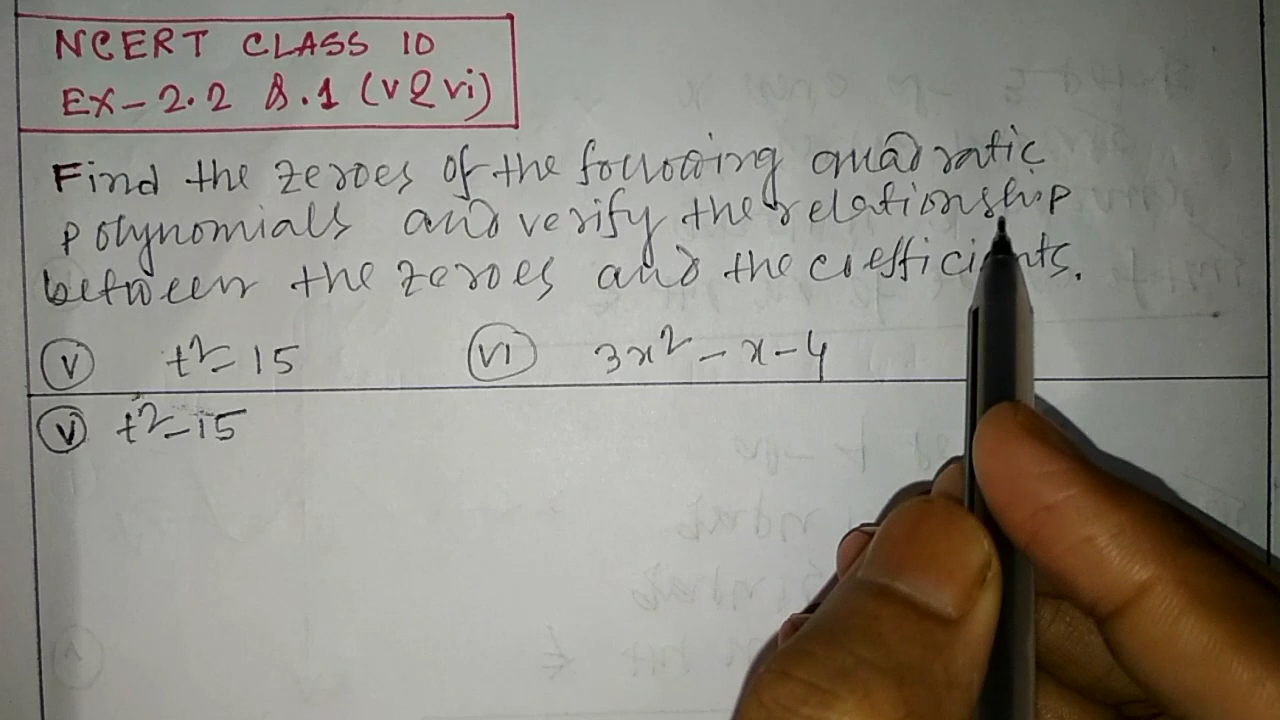 NCERT CLASS 10
EX-2.2 Q.1 (v & vi)
Find the zeroes of the following quadratic
polynomials and verify the relationship
between the zeroes and the coefficients.
(v) t²-15 (vi) 3x²-x-4
(v) t²-15